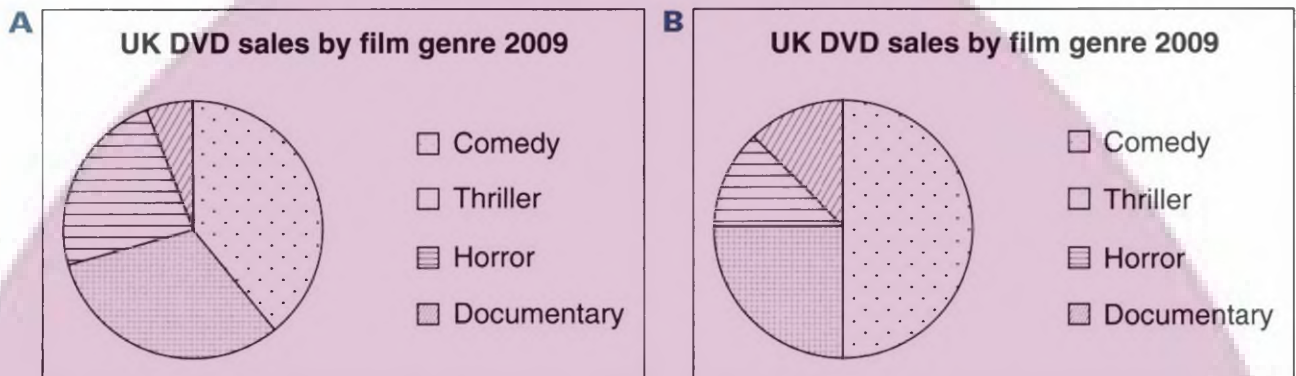 A
UK DVD sales by film genre 2009
Comedy
Thriller
Horror
Documentary
B
UK DVD sales by film genre 2009
Comedy
Thriller
Horror
Documentary